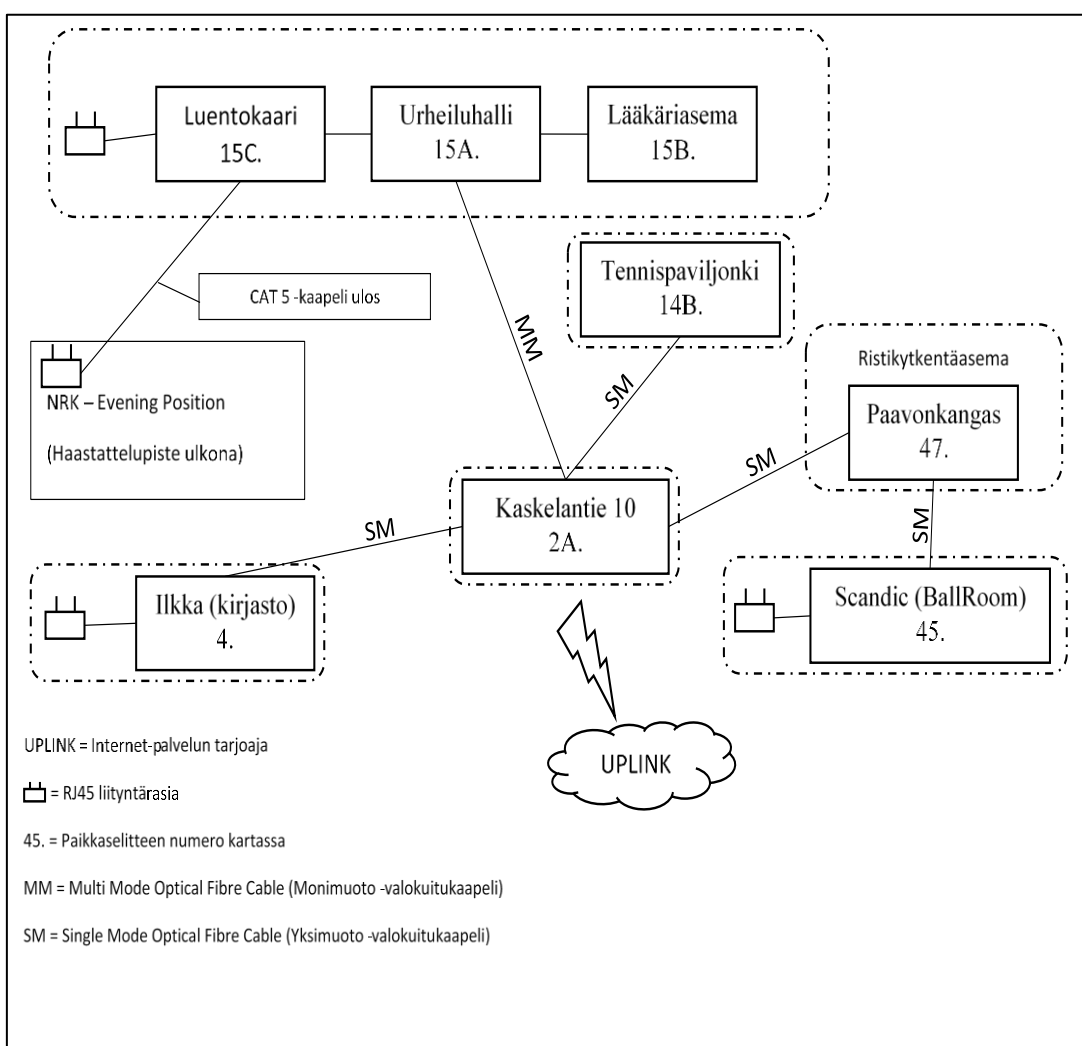 Luentokaari
15C.
Urheiluhalli
15A.
Lääkäriasema
15B.
Tennispaviljonki
14B.
CAT 5 -kaapeli ulos
MM
SM
Ristikytkentäasema
Paavonkangas
47.
NRK – Evening Position
(Haastattelupiste ulkona)
SM
Kaskelantie 10
2A.
SM
SM
Ilkka (kirjasto)
4.
Scandic (BallRoom)
45.
UPLINK
UPLINK = Internet-palvelun tarjoaja
= RJ45 liityntärasia
45. = Paikkaselitteen numero kartassa
MM = Multi Mode Optical Fibre Cable (Monimuoto -valokuitukaapeli)
SM = Single Mode Optical Fibre Cable (Yksimuoto -valokuitukaapeli)